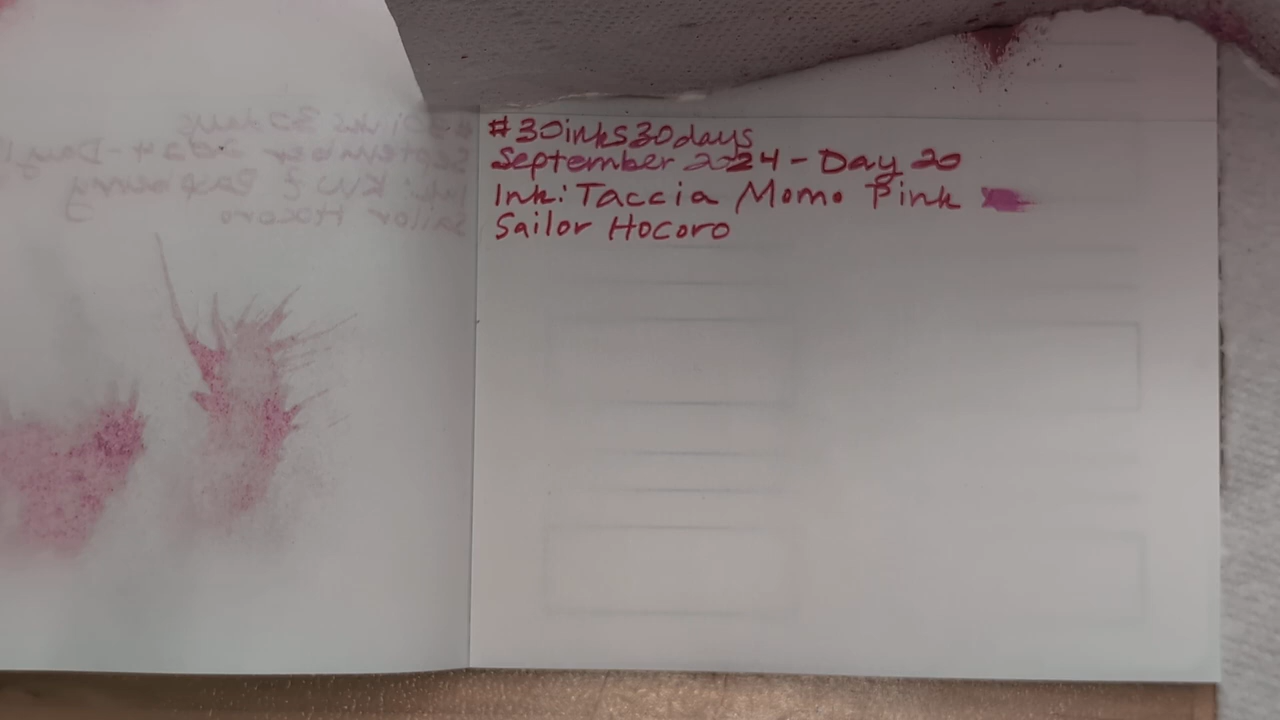 #30inks30days
September 2024 - Day 20
Ink: Taccia Momo Pink
Sailor Hocoro